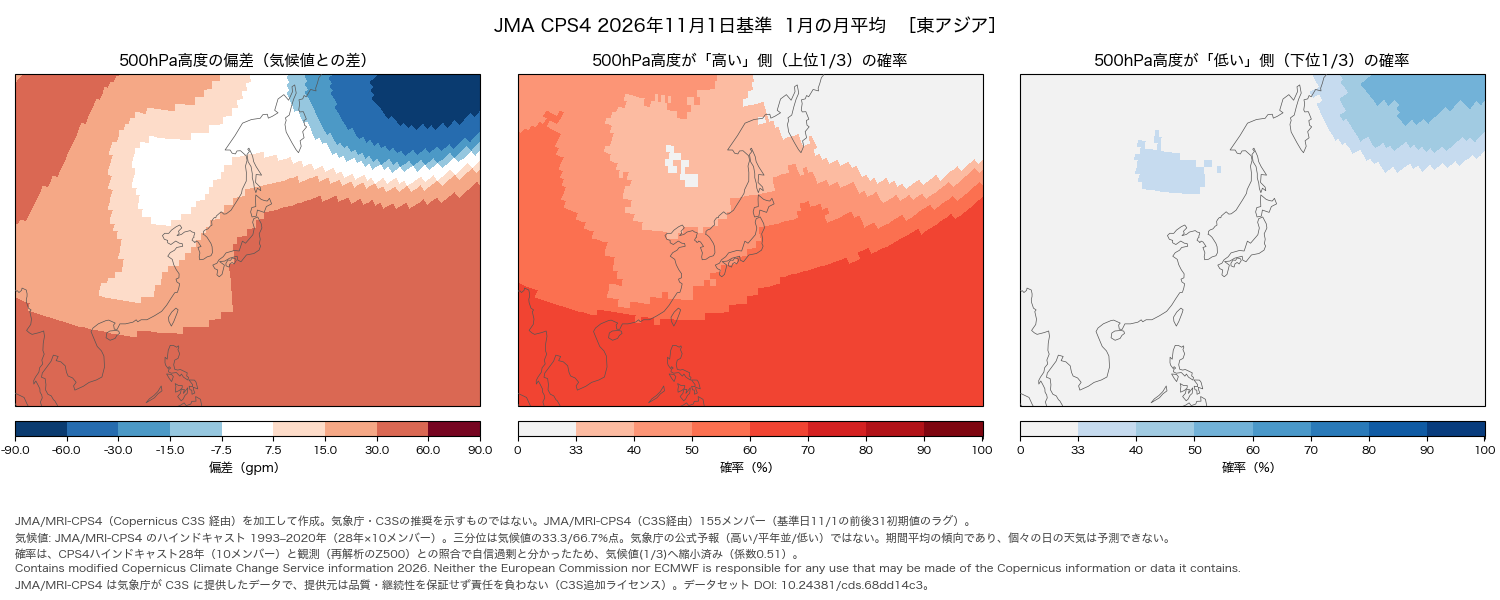 JMA CPS4 2026年11月1日基準 1月の月平均 ［東アジア］
500hPa高度の偏差（気候値との差）
500hPa高度が「高い」側（上位1/3）の確率
500hPa高度が「低い」側（下位1/3）の確率
-90.0 -60.0 -30.0 -15.0 -7.5 7.5 15.0 30.0 60.0 90.0
偏差（gpm）
0 33 40 50 60 70 80 90 100
確率（%）
0 33 40 50 60 70 80 90 100
確率（%）
JMA/MRI-CPS4（Copernicus C3S 経由）を加工して作成。気象庁・C3Sの推奨を示すものではない。JMA/MRI-CPS4（C3S経由）155メンバー（基準日11/1の前後31初期値のラグ）。
気候値: JMA/MRI-CPS4 のハインドキャスト 1993–2020年（28年×10メンバー）。三分位は気候値の33.3/66.7%点。気象庁の公式予報（高い/平年並/低い）ではない。期間平均の傾向であり、個々の日の天気は予測できない。
確率は、CPS4ハインドキャスト28年（10メンバー）と観測（再解析のZ500）との照合で自信過剰と分かったため、気候値(1/3)へ縮小済み（係数0.51）。
Contains modified Copernicus Climate Change Service information 2026. Neither the European Commission nor ECMWF is responsible for any use that may be made of the Copernicus information or data it contains.
JMA/MRI-CPS4 は気象庁が C3S に提供したデータで、提供元は品質・継続性を保証せず責任を負わない（C3S追加ライセンス）。データセット DOI: 10.24381/cds.68dd14c3。